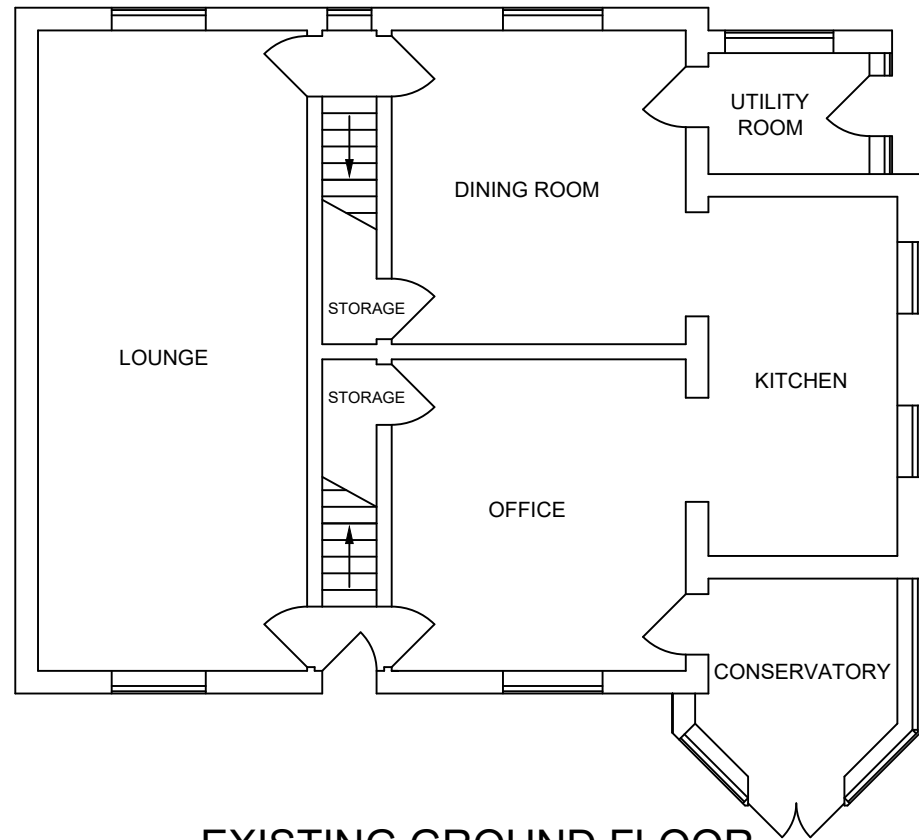 UTILITY
ROOM
DINING ROOM
STORAGE
LOUNGE
KITCHEN
STORAGE
OFFICE
CONSERVATORY
EXISTING GROUND FLOOR